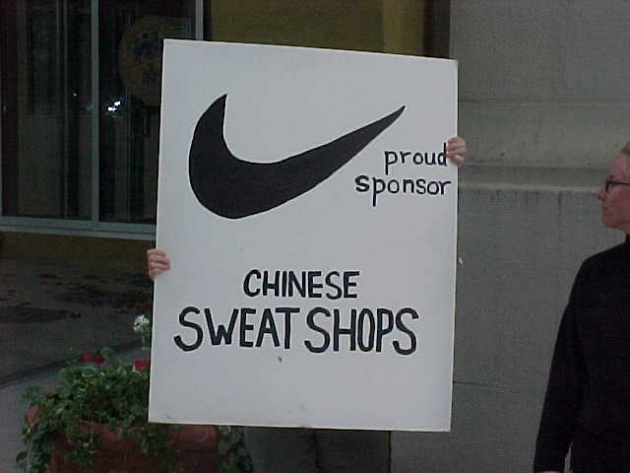 proud
sponsor
CHINESE
SWEAT SHOPS